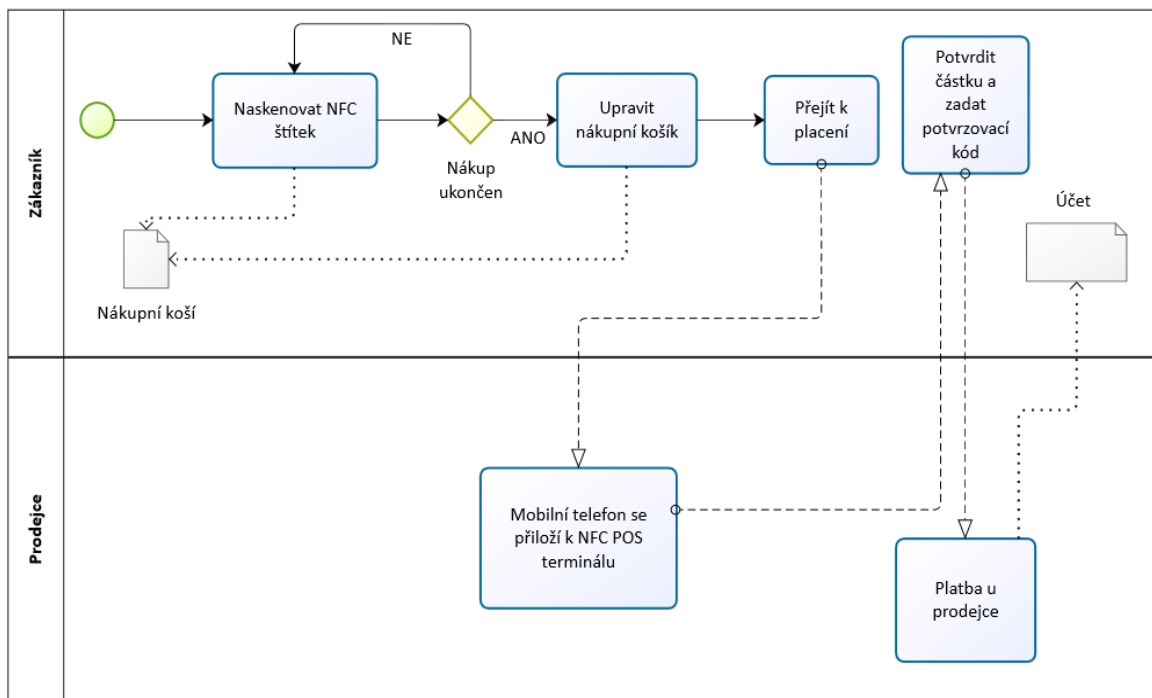 Zákazník
NE
Naskenovat NFC
štítek
Nákup
ukončen
ANO
Upravit
nákupní košík
Přejít k
placení
Potvrdit
částku a
zadat
potvrzovací
kód
Účet
Nákupní koší
Prodejce
Mobilní telefon se
přiloží k NFC POS
terminálu
Platba u
prodejce